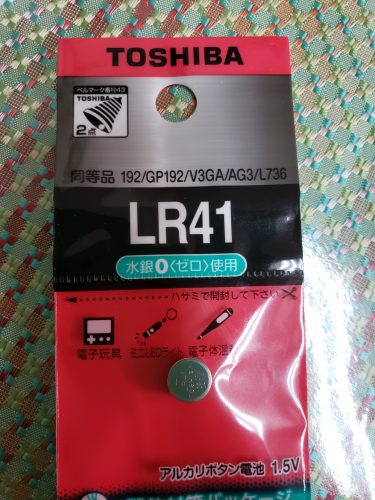 TOSHIBA
ベルマーク番号43
TOSHIBA
2点
同等品 192/GP192/V3GA/AG3/L736
LR41
水銀0〈ゼロ〉使用
ハサミで開封して下さい
電子玩具 ミニLEDライト 電子体温
アルカリボタン電池 1.5V